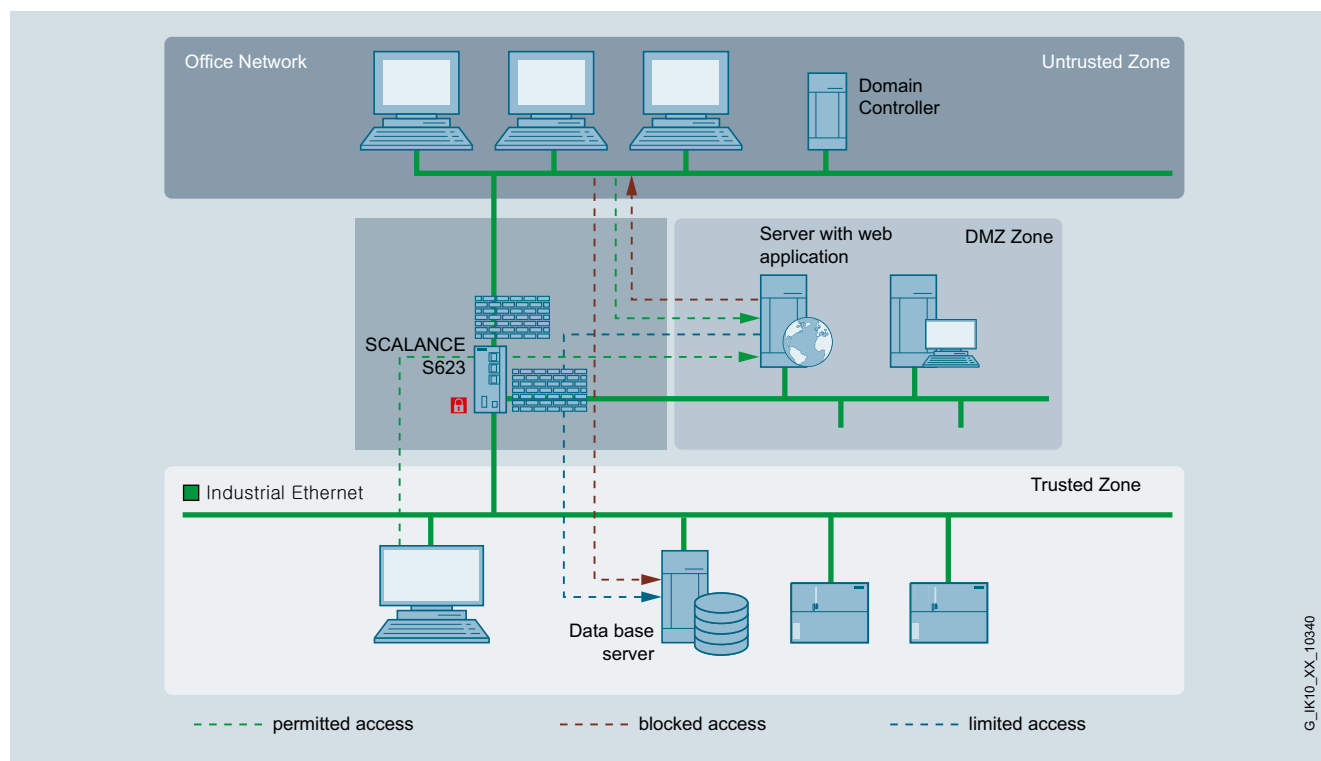 Office Network
Untrusted Zone
Domain
Controller
Server with web
application
DMZ Zone
SCALANCE
S623
Industrial Ethernet
Trusted Zone
Data base
server
permitted access
blocked access
limited access
G_IK10_XX_10340